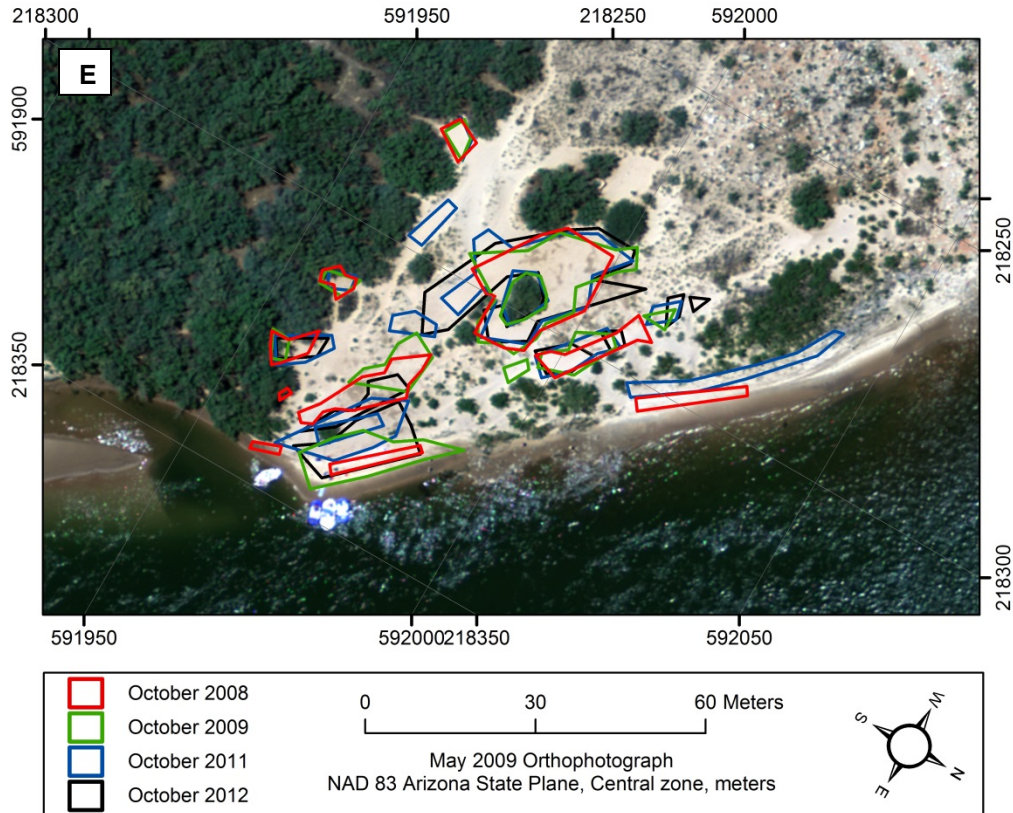 218300 591950 218250 592000
E
591900
218350
218250
218300
591950 592000218350 592050
October 2008
October 2009
October 2011
October 2012
0 30 60 Meters
May 2009 Orthophotograph
NAD 83 Arizona State Plane, Central zone, meters
W
S
N
E